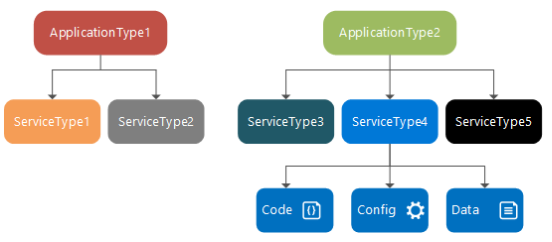 ApplicationType1
ApplicationType2
ServiceType1
ServiceType2
ServiceType3
ServiceType4
ServiceType5
Code
Config
Data